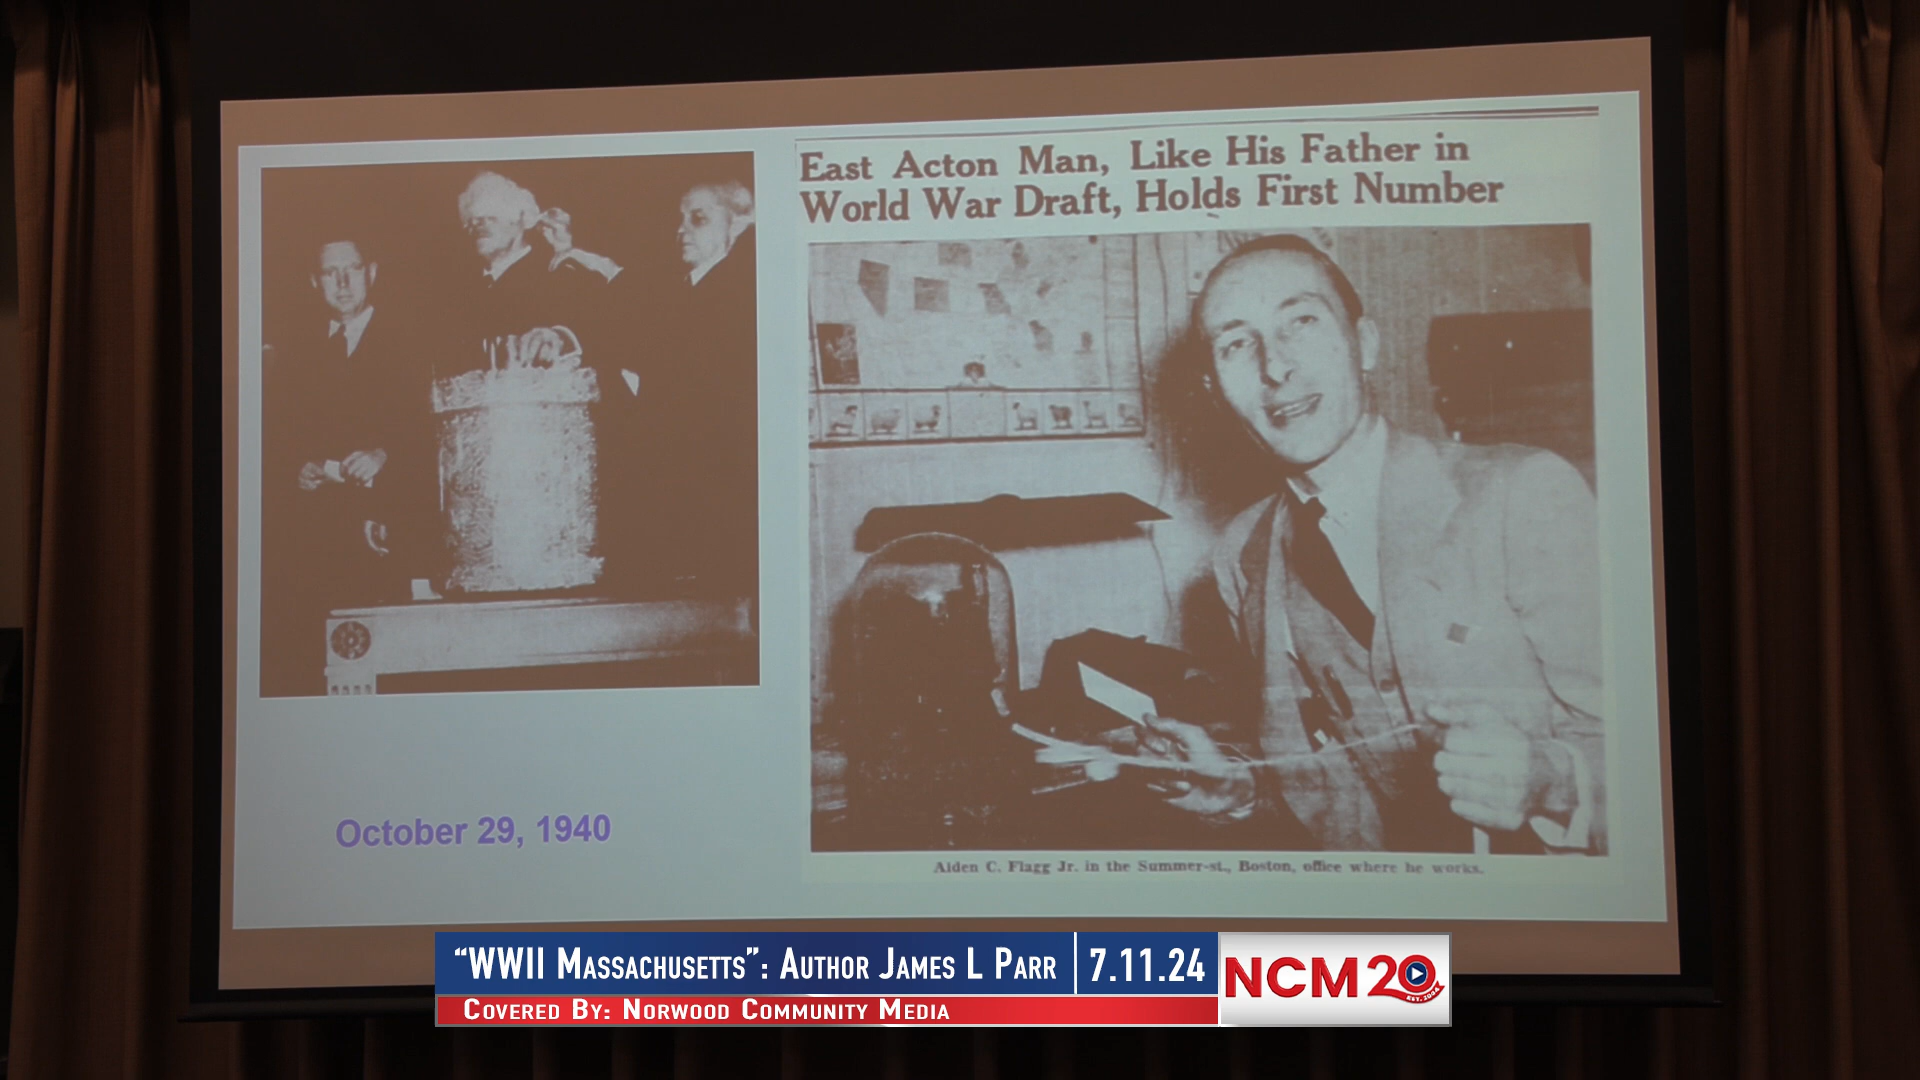 East Acton Man, Like His Father in
World War Draft, Holds First Number
October 29, 1940
Alden C. Flagg Jr. in the Summer-st., Boston, office where he works.
“WWII Massachusetts”: Author James L Parr
7.11.24
NCM20
EST. 2004
Covered By: Norwood Community Media